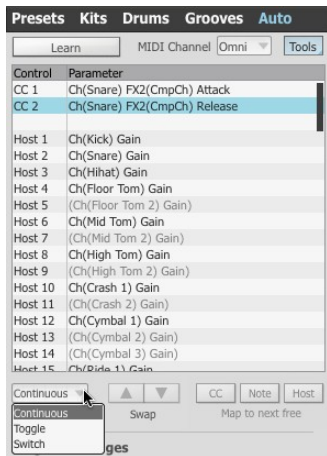 Presets Kits Drums Grooves Auto
Learn MIDI Channel Omni Tools
Control Parameter
CC 1 Ch(Snare) FX2(CmpCh) Attack
CC 2 Ch(Snare) FX2(CmpCh) Release
Host 1 Ch(Kick) Gain
Host 2 Ch(Snare) Gain
Host 3 Ch(Hihat) Gain
Host 4 Ch(Floor Tom) Gain
Host 5 (Ch(Floor Tom 2) Gain)
Host 6 Ch(Mid Tom) Gain
Host 7 (Ch(Mid Tom 2) Gain)
Host 8 Ch(High Tom) Gain
Host 9 (Ch(High Tom 2) Gain)
Host 10 Ch(Crash 1) Gain
Host 11 (Ch(Crash 2) Gain)
Host 12 Ch(Cymbal 1) Gain
Host 13 (Ch(Cymbal 2) Gain)
Host 14 (Ch(Cymbal 3) Gain)
Host 15 Ch(Ride 1) Gain
Continuous CC Note Host
Continuous Swap Map to next free
Toggle
Switch